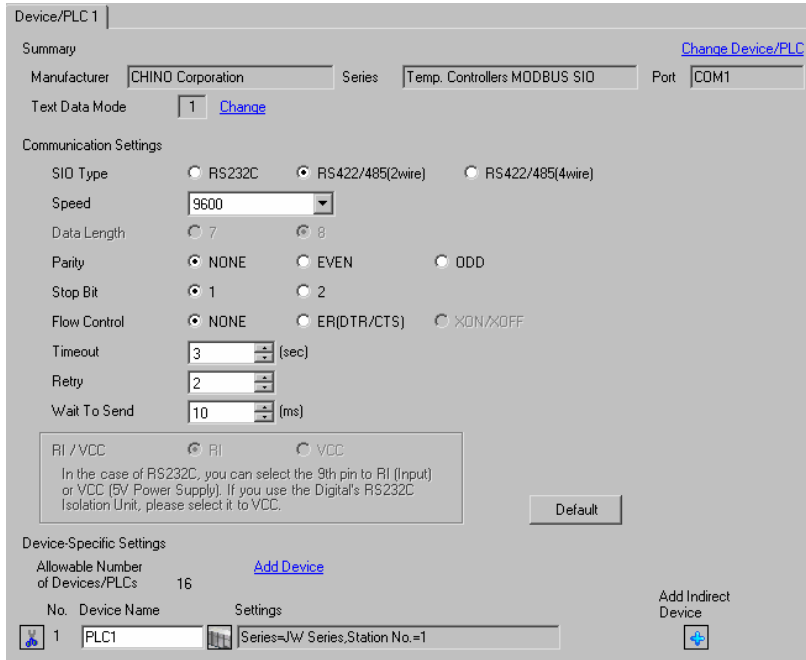 Device/PLC 1
Summary Change Device/PLC
Manufacturer CHINO Corporation Series Temp. Controllers MODBUS SIO Port COM1
Text Data Mode 1 Change
Communication Settings
SIO Type RS232C RS422/485(2wire) RS422/485(4wire)
Speed 9600
Data Length 7 8
Parity NONE EVEN ODD
Stop Bit 1 2
Flow Control NONE ER(DTR/CTS) XON/XOFF
Timeout 3 (sec)
Retry 2
Wait To Send 10 (ms)
RI / VCC RI VCC
In the case of RS232C, you can select the 9th pin to RI (Input)
or VCC (5V Power Supply). If you use the Digital's RS232C
Isolation Unit, please select it to VCC.
Default
Device-Specific Settings
Allowable Number
of Devices/PLCs 16 Add Device
Add Indirect
Device
No. Device Name Settings
1 PLC1 Series=JW Series,Station No.=1